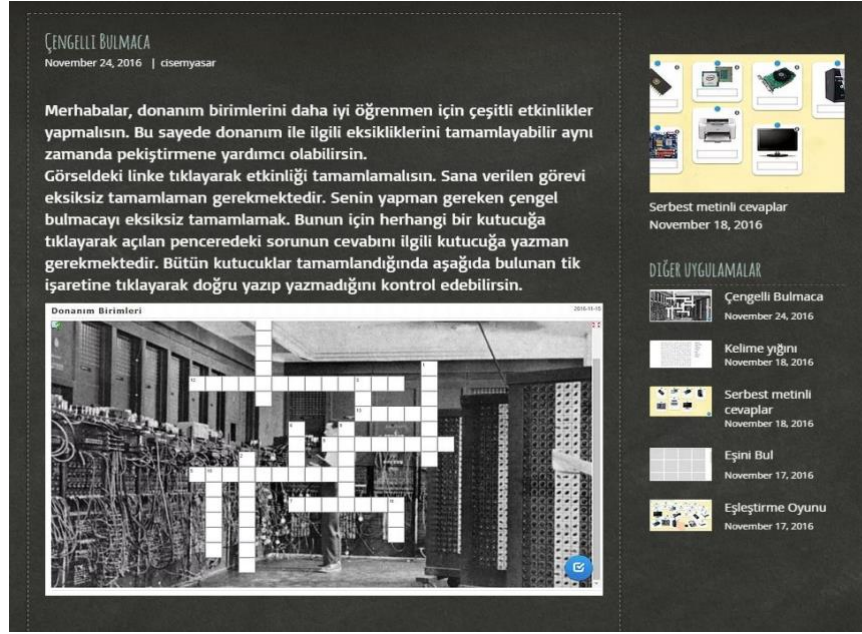 Çengelli Bulmaca
November 24, 2016 | cisemyasar
Merhabalar, donanım birimlerini daha iyi öğrenmen için çeşitli etkinlikler
yapmalısın. Bu sayede donanım ile ilgili eksikliklerini tamamlayabilir aynı
zamanda pekiştirmene yardımcı olabilirsin.
Görseldeki linke tıklayarak etkinliği tamamlamalısın. Sana verilen görevi
eksiksiz tamamlaman gerekmektedir. Senin yapman gereken çengel
bulmacayı eksiksiz tamamlamak. Bunun için herhangi bir kutucuğa
tıklayarak açılan penceredeki sorunun cevabını ilgili kutucuğa yazman
gerekmektedir. Bütün kutucuklar tamamlandığında aşağıda bulunan tik
işaretine tıklayarak doğru yazıp yazmadığını kontrol edebilirsin.
Donanım Birimleri
2016-11-15
Serbest metinli cevaplar
November 18, 2016
DİĞER UYGULAMALAR
Çengelli Bulmaca
November 24, 2016
Kelime yığını
November 18, 2016
Serbest metinli
cevaplar
November 18, 2016
Eşini Bul
November 17, 2016
Eşleştirme Oyunu
November 17, 2016